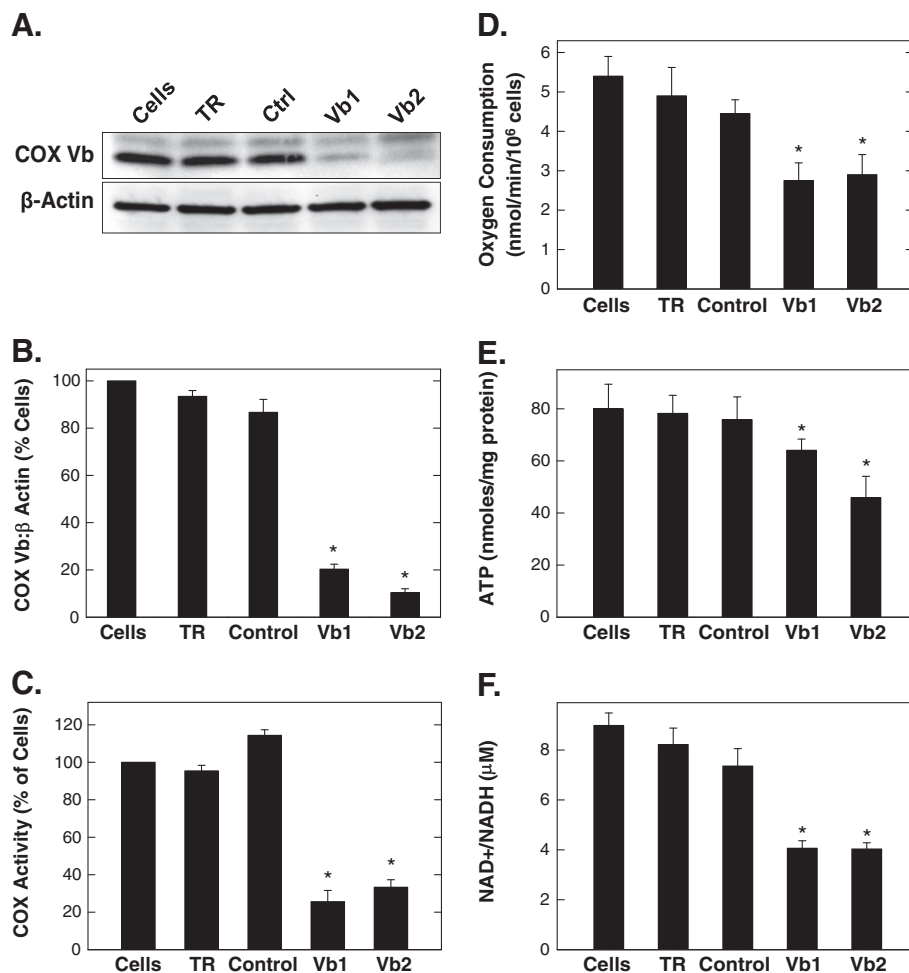 A.
Cells TR Ctrl Vb1 Vb2
COX Vb
β-Actin
B.
COX Vb:β Actin (% Cells)
100
80
60
40
20
0
* *
Cells TR Control Vb1 Vb2
C.
COX Activity (% of Cells)
120
100
80
60
40
20
0
* *
Cells TR Control Vb1 Vb2
D.
Oxygen Consumption
(nmol/min/10⁶ cells)
6
5
4
3
2
1
0
* *
Cells TR Control Vb1 Vb2
E.
ATP (nmoles/mg protein)
80
60
40
20
0
* *
Cells TR Control Vb1 Vb2
F.
NAD+/NADH (μM)
8
6
4
2
0
* *
Cells TR Control Vb1 Vb2